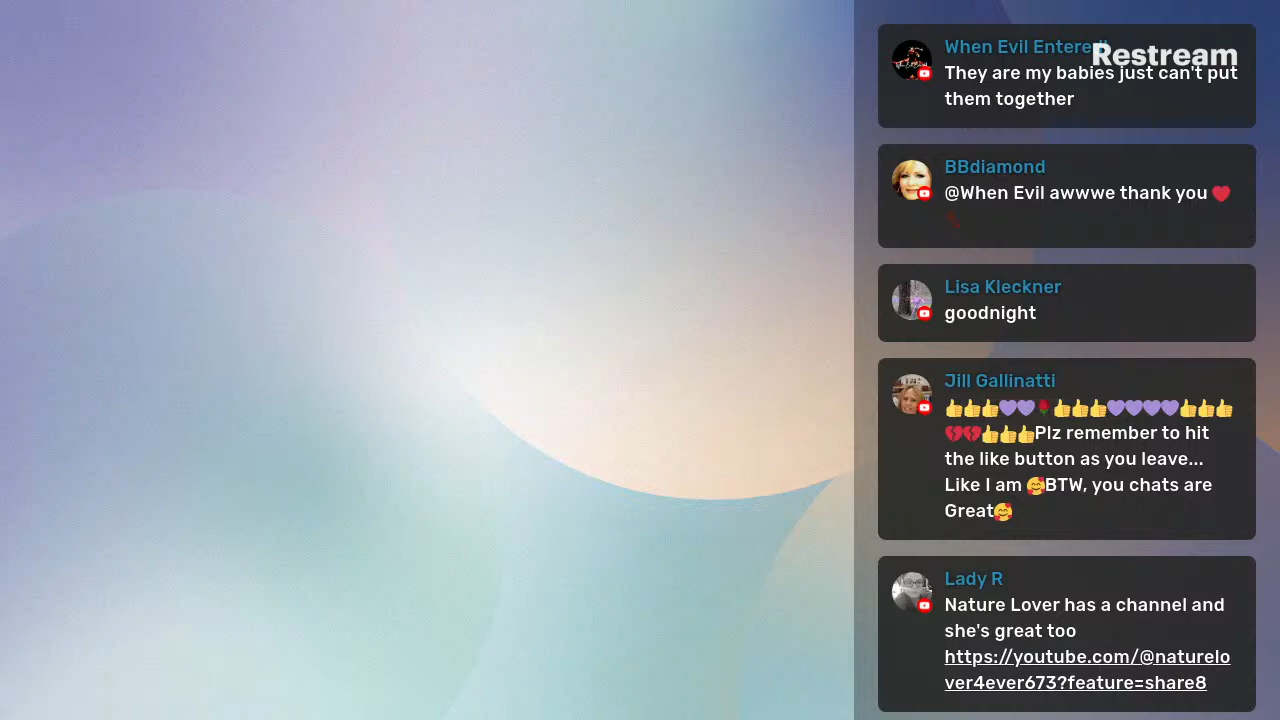 When Evil Entered!
Restream
They are my babies just can't put
them together
BBdiamond
@When Evil awwwe thank you ❤️
Lisa Kleckner
goodnight
Jill Gallinatti
👍👍👍💜💜🌹👍👍👍💜💜💜💜👍👍👍
💔💔👍👍👍Plz remember to hit
the like button as you leave...
Like I am 🥰BTW, you chats are
Great🥰
Lady R
Nature Lover has a channel and
she's great too
https://youtube.com/@naturelo
ver4ever673?feature=share8